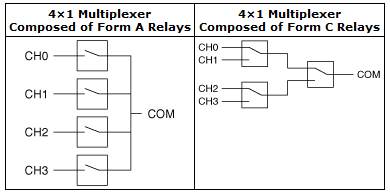 4×1 Multiplexer
Composed of Form A Relays
CH0
CH1
CH2
CH3
COM
4×1 Multiplexer
Composed of Form C Relays
CH0
CH1
CH2
CH3
COM